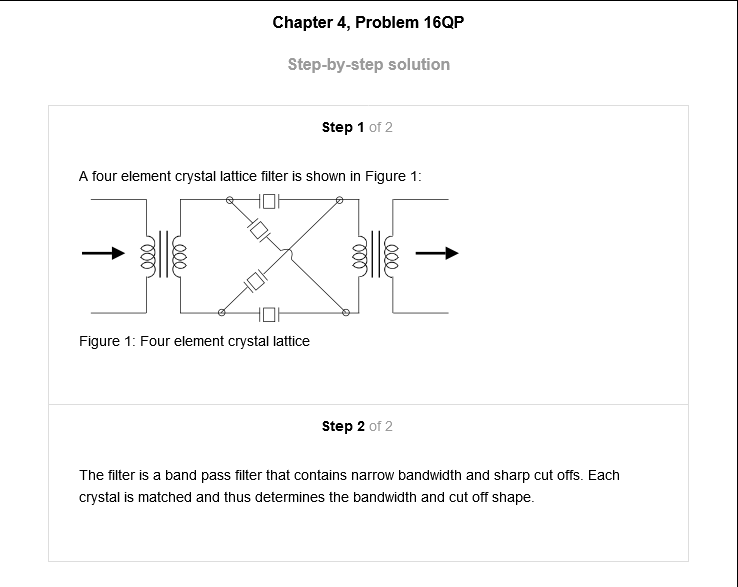 Chapter 4, Problem 16QP
Step-by-step solution
Step 1 of 2
A four element crystal lattice filter is shown in Figure 1:
Figure 1: Four element crystal lattice
Step 2 of 2
The filter is a band pass filter that contains narrow bandwidth and sharp cut offs. Each
crystal is matched and thus determines the bandwidth and cut off shape.